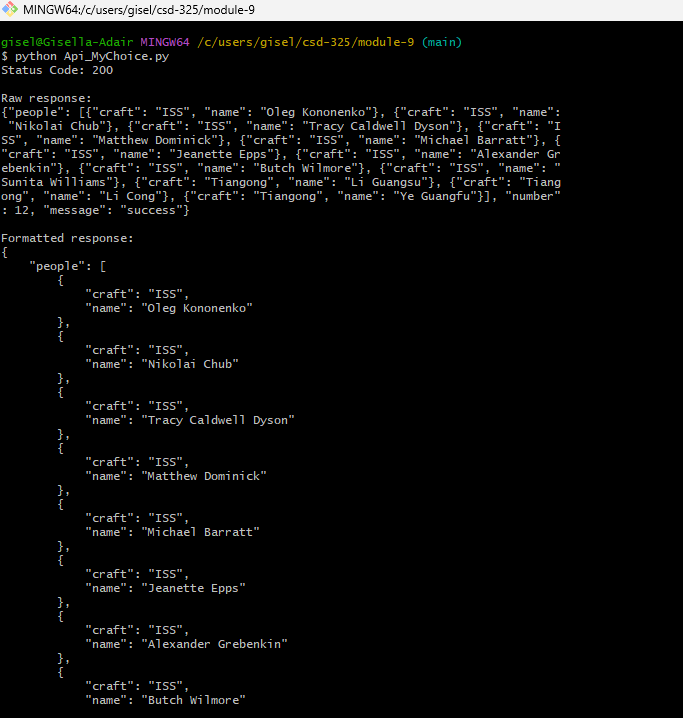 MINGW64:/c/users/gisel/csd-325/module-9
gisel@Gisella-Adair MINGW64 /c/users/gisel/csd-325/module-9 (main)
$ python Api_MyChoice.py
Status Code: 200

Raw response:
{"people": [{"craft": "ISS", "name": "Oleg Kononenko"}, {"craft": "ISS", "name":
 "Nikolai Chub"}, {"craft": "ISS", "name": "Tracy Caldwell Dyson"}, {"craft": "I
SS", "name": "Matthew Dominick"}, {"craft": "ISS", "name": "Michael Barratt"}, {
"craft": "ISS", "name": "Jeanette Epps"}, {"craft": "ISS", "name": "Alexander Gr
ebenkin"}, {"craft": "ISS", "name": "Butch Wilmore"}, {"craft": "ISS", "name": "
Sunita Williams"}, {"craft": "Tiangong", "name": "Li Guangsu"}, {"craft": "Tiang
ong", "name": "Li Cong"}, {"craft": "Tiangong", "name": "Ye Guangfu"}], "number"
: 12, "message": "success"}

Formatted response:
{
    "people": [
        {
            "craft": "ISS",
            "name": "Oleg Kononenko"
        },
        {
            "craft": "ISS",
            "name": "Nikolai Chub"
        },
        {
            "craft": "ISS",
            "name": "Tracy Caldwell Dyson"
        },
        {
            "craft": "ISS",
            "name": "Matthew Dominick"
        },
        {
            "craft": "ISS",
            "name": "Michael Barratt"
        },
        {
            "craft": "ISS",
            "name": "Jeanette Epps"
        },
        {
            "craft": "ISS",
            "name": "Alexander Grebenkin"
        },
        {
            "craft": "ISS",
            "name": "Butch Wilmore"